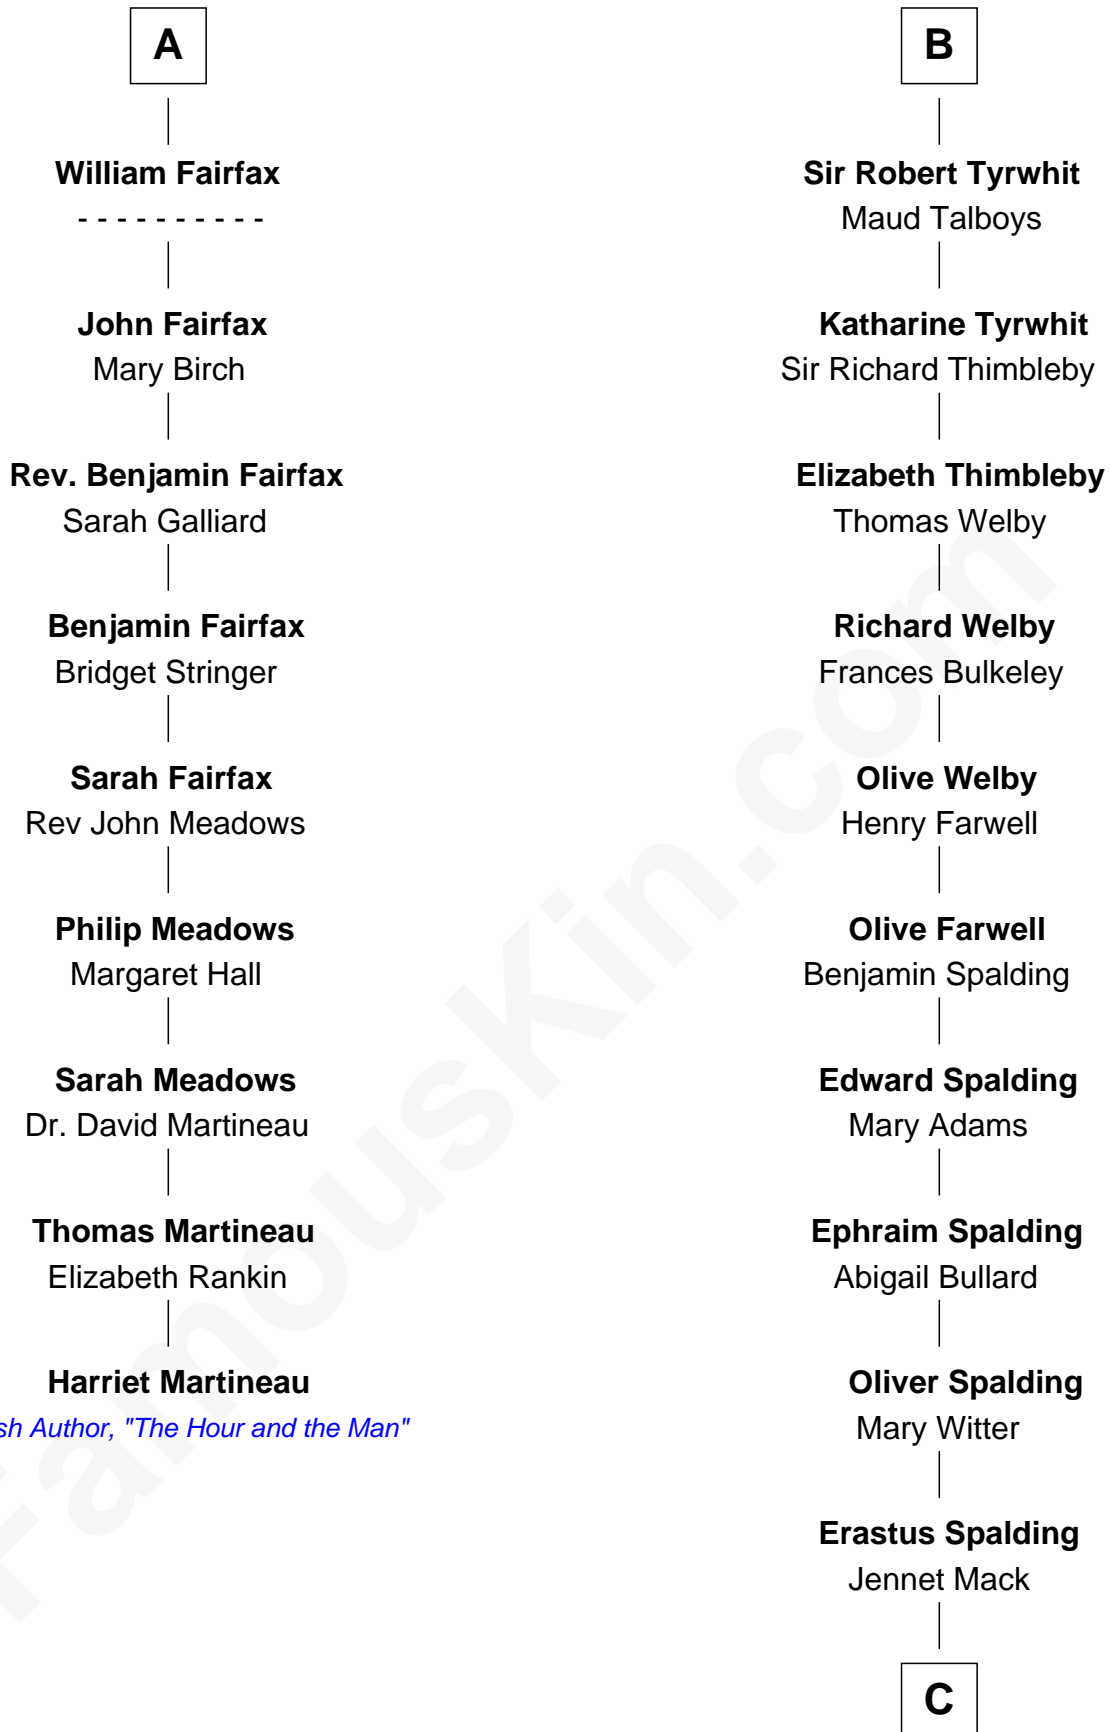 A
William Fairfax
- - - - - - - - - -
John Fairfax
Mary Birch
Rev. Benjamin Fairfax
Sarah Galliard
Benjamin Fairfax
Bridget Stringer
Sarah Fairfax
Rev John Meadows
Philip Meadows
Margaret Hall
Sarah Meadows
Dr. David Martineau
Thomas Martineau
Elizabeth Rankin
Harriet Martineau
Author, "The Hour and the Man"
B
Sir Robert Tyrwhit
Maud Talboys
Katharine Tyrwhit
Sir Richard Thimbleby
Elizabeth Thimbleby
Thomas Welby
Richard Welby
Frances Bulkeley
Olive Welby
Henry Farwell
Olive Farwell
Benjamin Spalding
Edward Spalding
Mary Adams
Ephraim Spalding
Abigail Bullard
Oliver Spalding
Mary Witter
Erastus Spalding
Jennet Mack
C
FamousKin.com